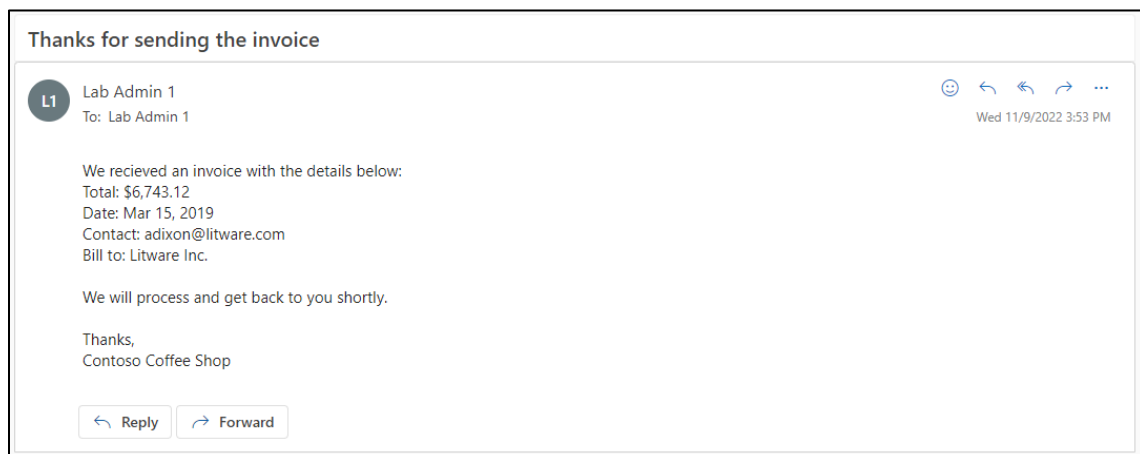 Thanks for sending the invoice
L1
Lab Admin 1
To: Lab Admin 1
Wed 11/9/2022 3:53 PM
We recieved an invoice with the details below:
Total: $6,743.12
Date: Mar 15, 2019
Contact: adixon@litware.com
Bill to: Litware Inc.
We will process and get back to you shortly.
Thanks,
Contoso Coffee Shop
Reply
Forward